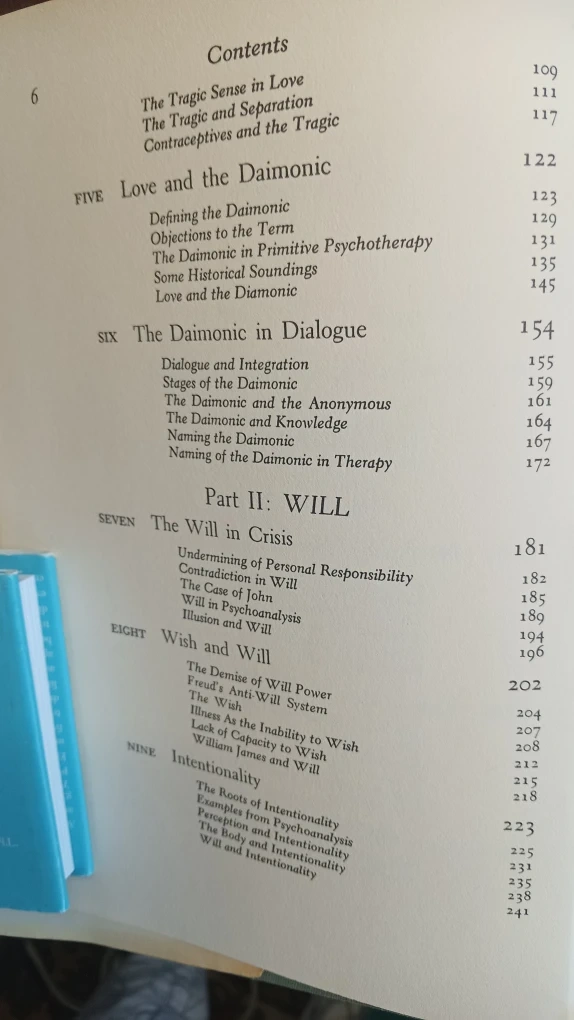 Contents
6
The Tragic Sense in Love 109
The Tragic and Separation 111
Contraceptives and the Tragic 117
FIVE Love and the Daimonic 122
Defining the Daimonic 123
Objections to the Term 129
The Daimonic in Primitive Psychotherapy 131
Some Historical Soundings 135
Love and the Diamonic 145
SIX The Daimonic in Dialogue 154
Dialogue and Integration 155
Stages of the Daimonic 159
The Daimonic and the Anonymous 161
The Daimonic and Knowledge 164
Naming the Daimonic 167
Naming of the Daimonic in Therapy 172
Part II: WILL
SEVEN The Will in Crisis 181
Undermining of Personal Responsibility 182
Contradiction in Will 185
The Case of John 189
Will in Psychoanalysis 194
Illusion and Will 196
EIGHT Wish and Will 202
The Demise of Will Power 204
Freud's Anti-Will System 207
The Wish 208
Illness As the Inability to Wish 212
Lack of Capacity to Wish 215
William James and Will 218
NINE Intentionality 223
The Roots of Intentionality 225
Examples from Psychoanalysis 231
Perception and Intentionality 235
The Body and Intentionality 238
Will and Intentionality 241